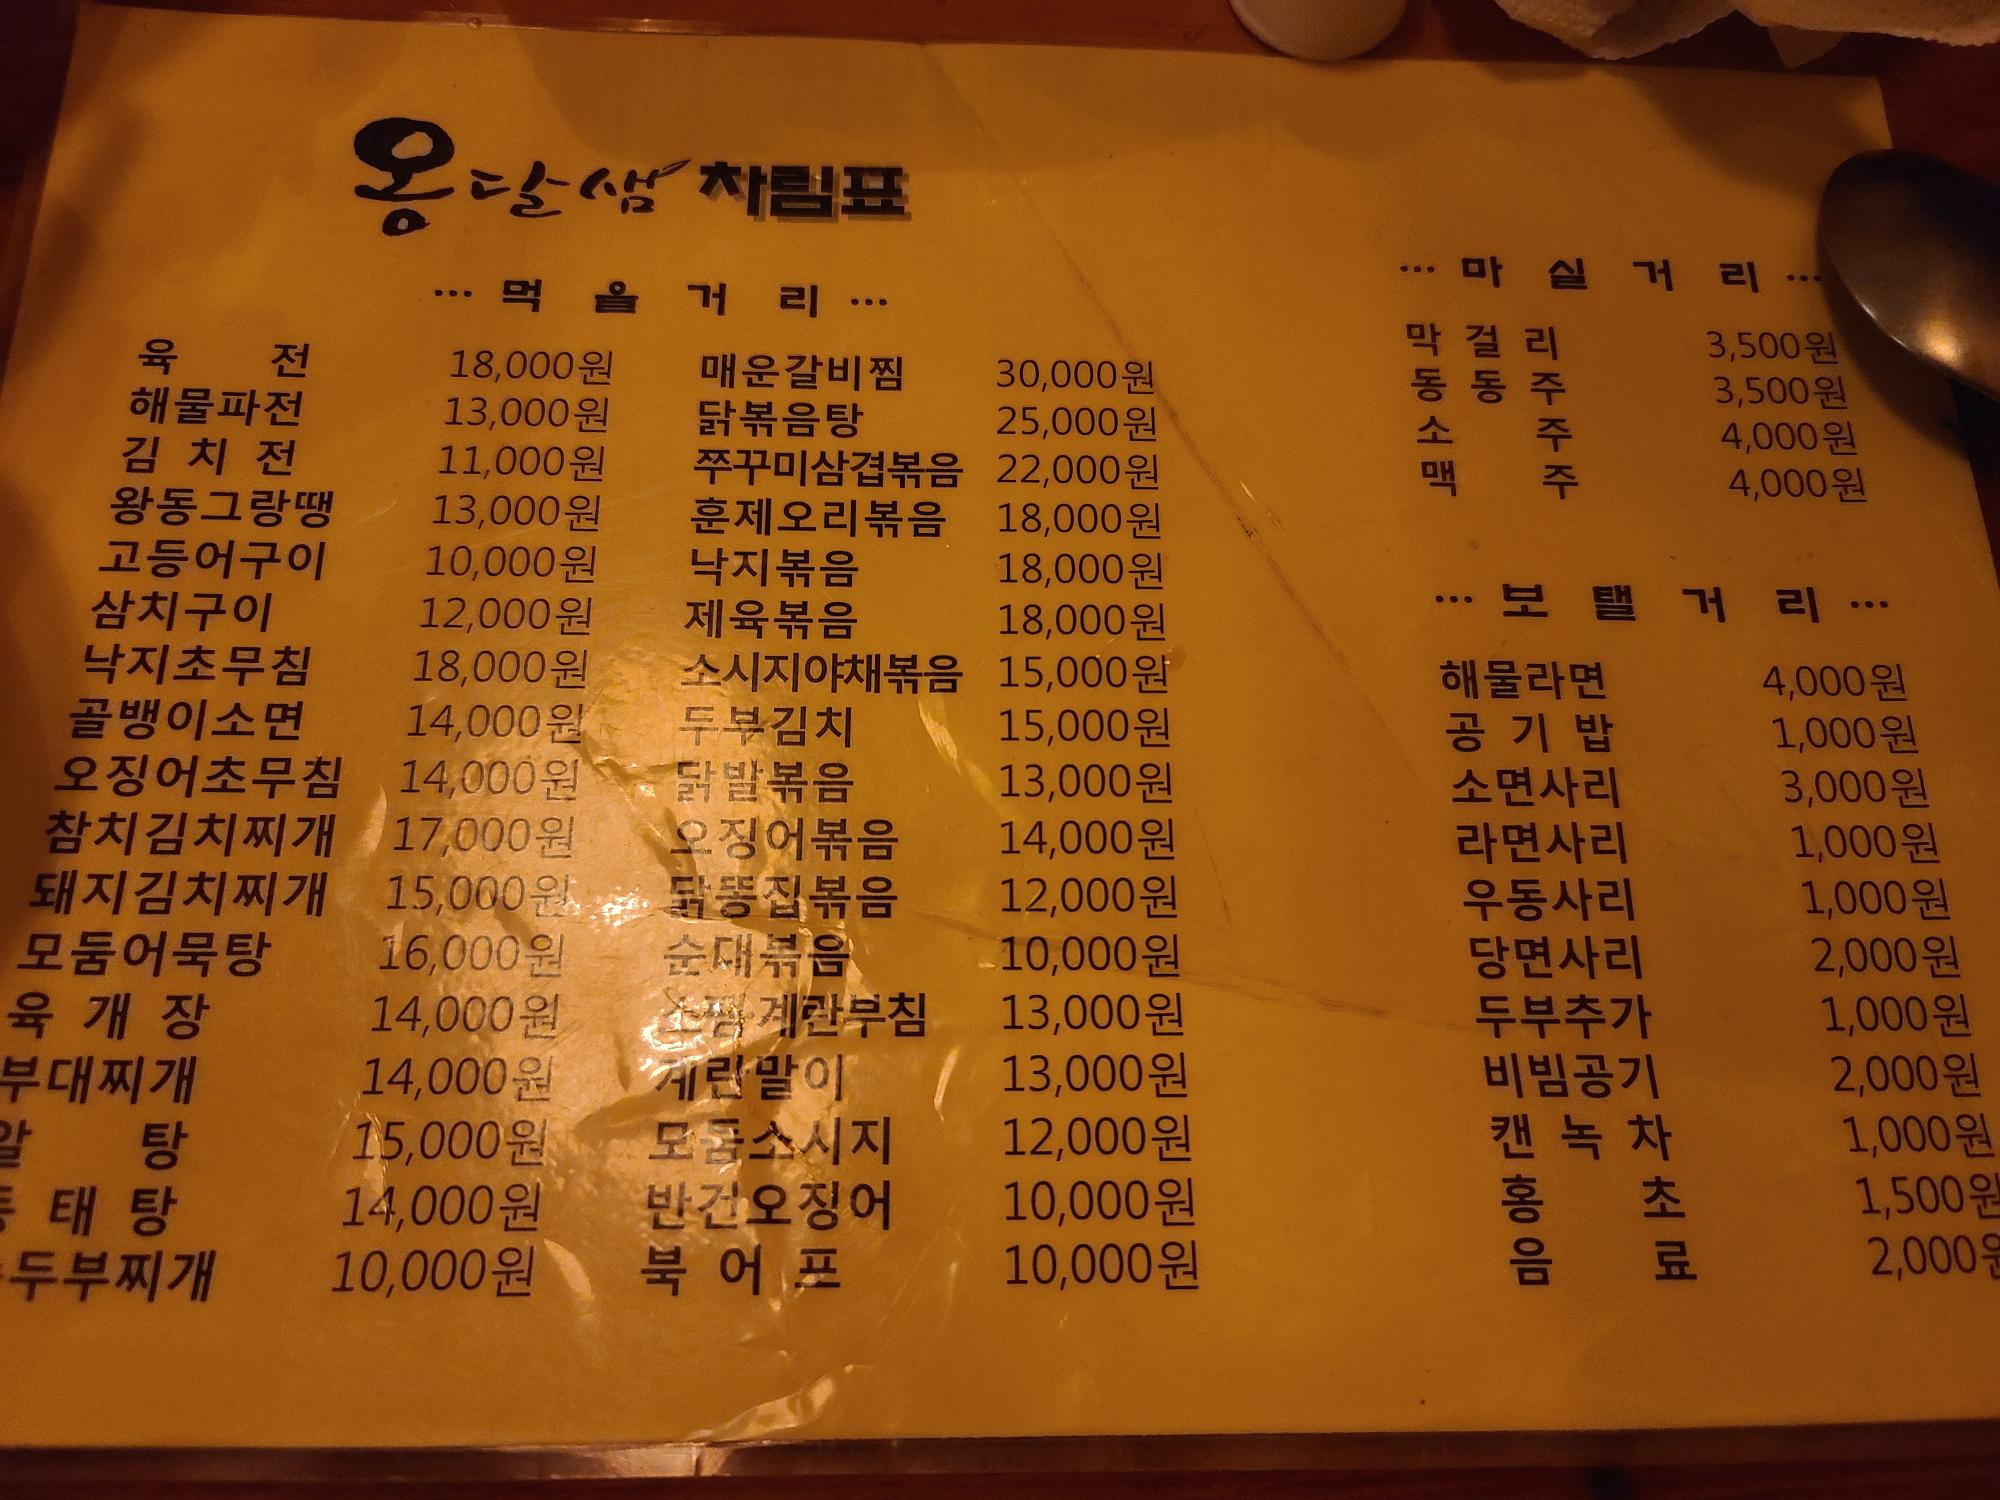 옹달샘 차림표
··· 먹을거리 ···
육전 18,000원
해물파전 13,000원
김치전 11,000원
왕동그랑땡 13,000원
고등어구이 10,000원
삼치구이 12,000원
낙지초무침 18,000원
골뱅이소면 14,000원
오징어초무침 14,000원
참치김치찌개 17,000원
돼지김치찌개 15,000원
모둠어묵탕 16,000원
육개장 14,000원
부대찌개 14,000원
알탕 15,000원
동태탕 14,000원
두부찌개 10,000원
매운갈비찜 30,000원
닭볶음탕 25,000원
쭈꾸미삼겹볶음 22,000원
훈제오리볶음 18,000원
낙지볶음 18,000원
제육볶음 18,000원
소시지야채볶음 15,000원
두부김치 15,000원
닭발볶음 13,000원
오징어볶음 14,000원
닭똥집볶음 12,000원
순대볶음 10,000원
스팸계란부침 13,000원
계란말이 13,000원
모둠소시지 12,000원
반건오징어 10,000원
북어포 10,000원
··· 마실거리 ···
막걸리 3,500원
동동주 3,500원
소주 4,000원
맥주 4,000원
··· 보탤거리 ···
해물라면 4,000원
공기밥 1,000원
소면사리 3,000원
라면사리 1,000원
우동사리 1,000원
당면사리 2,000원
두부추가 1,000원
비빔공기 2,000원
캔녹차 1,000원
홍초 1,500원
음료 2,000원